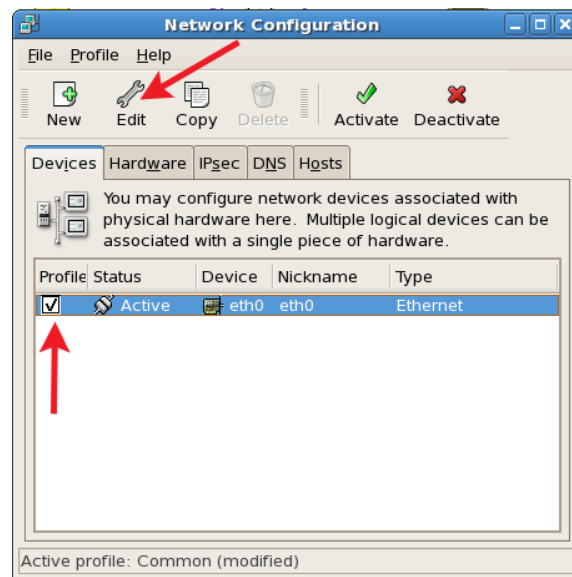 Network Configuration
File Profile Help
New Edit Copy Delete Activate Deactivate
Devices Hardware IPsec DNS Hosts
You may configure network devices associated with
physical hardware here. Multiple logical devices can be
associated with a single piece of hardware.
Profile Status Device Nickname Type
Active eth0 eth0 Ethernet
Active profile: Common (modified)